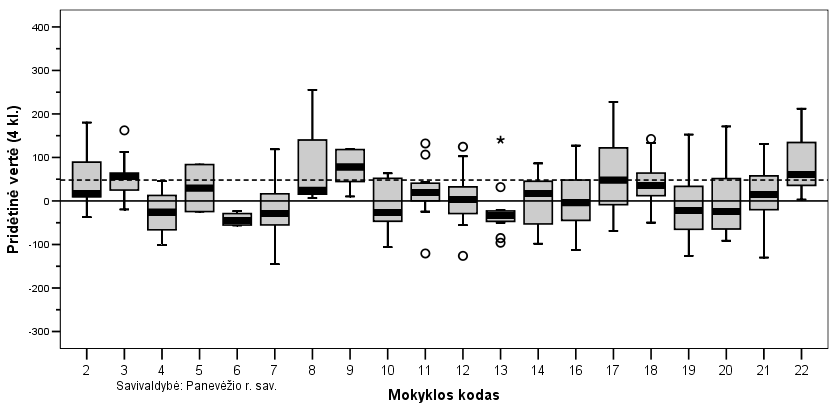 Pridėtinė vertė (4 kl.)
400
300
200
100
0
-100
-200
-300
2 3 4 5 6 7 8 9 10 11 12 13 14 16 17 18 19 20 21 22
Savivaldybė: Panevėžio r. sav.
Mokyklos kodas